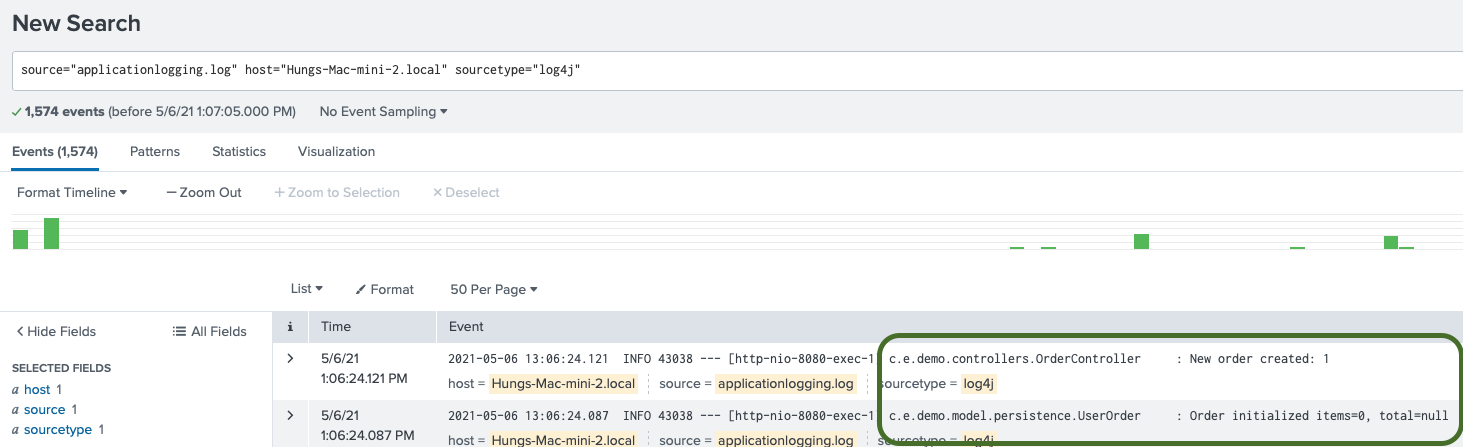 New Search
source="applicationlogging.log" host="Hungs-Mac-mini-2.local" sourcetype="log4j"
1,574 events (before 5/6/21 1:07:05.000 PM) No Event Sampling
Events (1,574) Patterns Statistics Visualization
Format Timeline — Zoom Out + Zoom to Selection × Deselect
List Format 50 Per Page
< Hide Fields All Fields i Time Event
SELECTED FIELDS
a host 1
a source 1
a sourcetype 1
> 5/6/21 2021-05-06 13:06:24.121 INFO 43038 --- [http-nio-8080-exec-1 c.e.demo.controllers.OrderController : New order created: 1
1:06:24.121 PM host = Hungs-Mac-mini-2.local source = applicationlogging.log sourcetype = log4j
> 5/6/21 2021-05-06 13:06:24.087 INFO 43038 --- [http-nio-8080-exec-1 c.e.demo.model.persistence.UserOrder : Order initialized items=0, total=null
1:06:24.087 PM host = Hungs-Mac-mini-2.local source = applicationlogging.log sourcetype = log4j